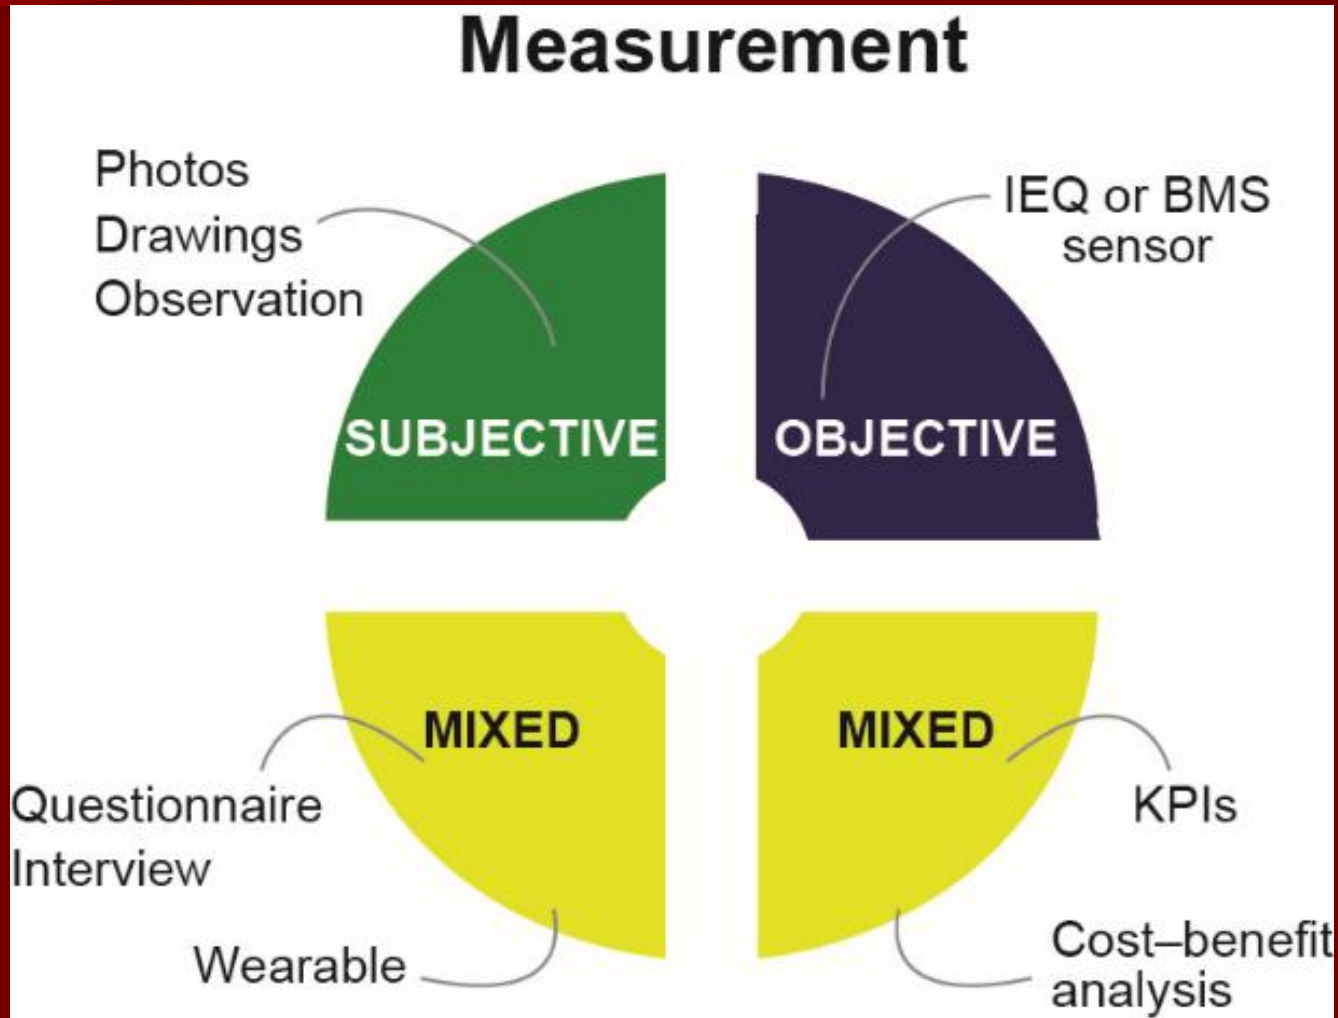 Measurement
Photos
Drawings
Observation
IEQ or BMS
sensor
SUBJECTIVE
OBJECTIVE
MIXED
MIXED
Questionnaire
Interview
Wearable
KPIs
Cost–benefit
analysis